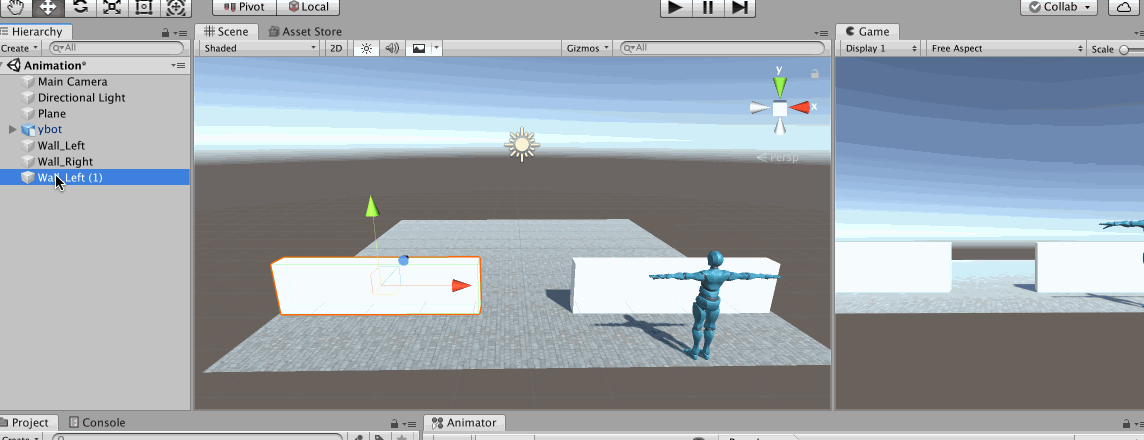 Pivot Local Collab
Hierarchy Scene Asset Store Game
Create All Shaded 2D Gizmos All Display 1 Free Aspect Scale
Animation*
Main Camera
Directional Light
Plane
ybot
Wall_Left
Wall_Right
Wall_Left (1)
y
x
Persp
Project Console Animator
Create